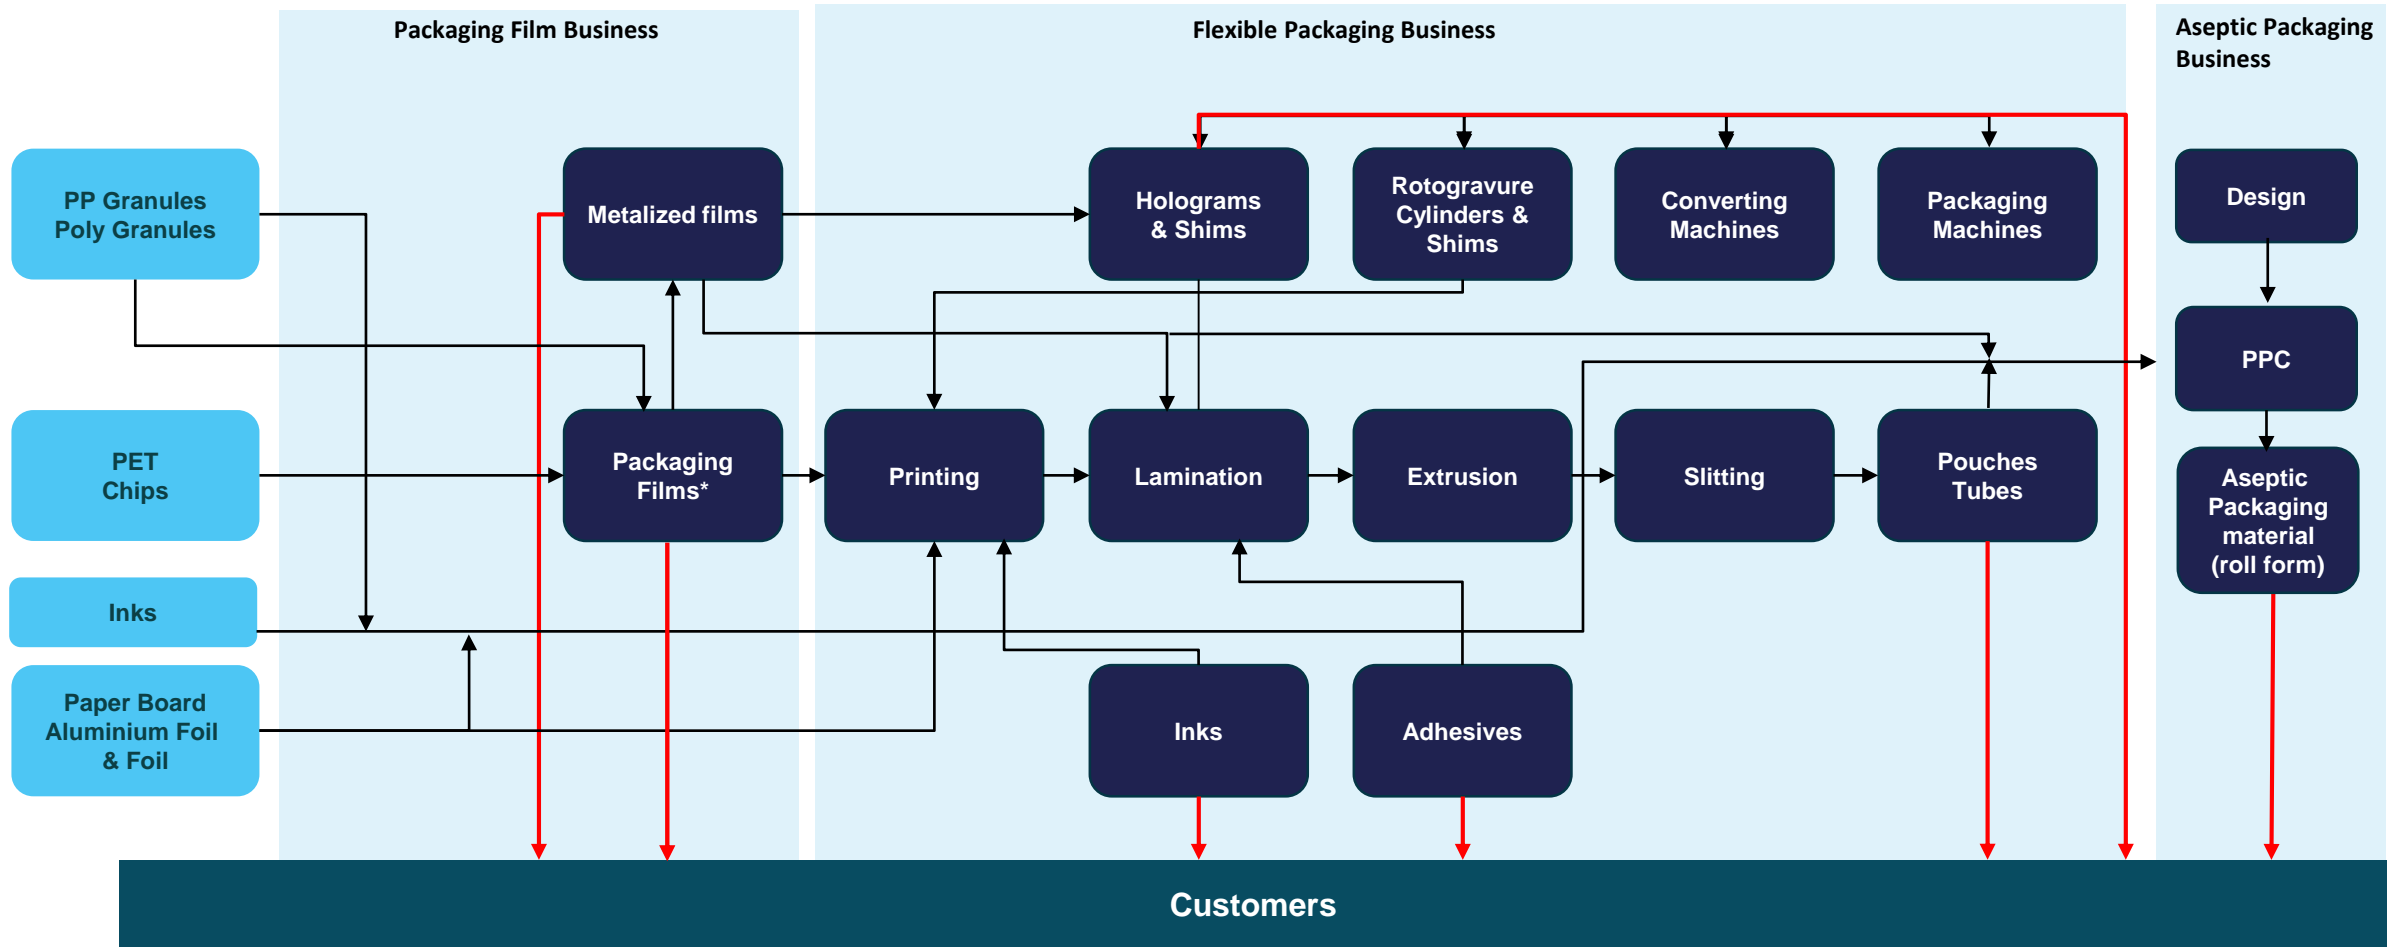 Packaging Film Business
Flexible Packaging Business
Aseptic Packaging
Business
PP Granules
Poly Granules
Metalized films
Holograms
& Shims
Rotogravure
Cylinders &
Shims
Converting
Machines
Packaging
Machines
Design
PPC
PET
Chips
Packaging
Films*
Printing
Lamination
Extrusion
Slitting
Pouches
Tubes
Aseptic
Packaging
material
(roll form)
Inks
Paper Board
Aluminium Foil
& Foil
Inks
Adhesives
Customers